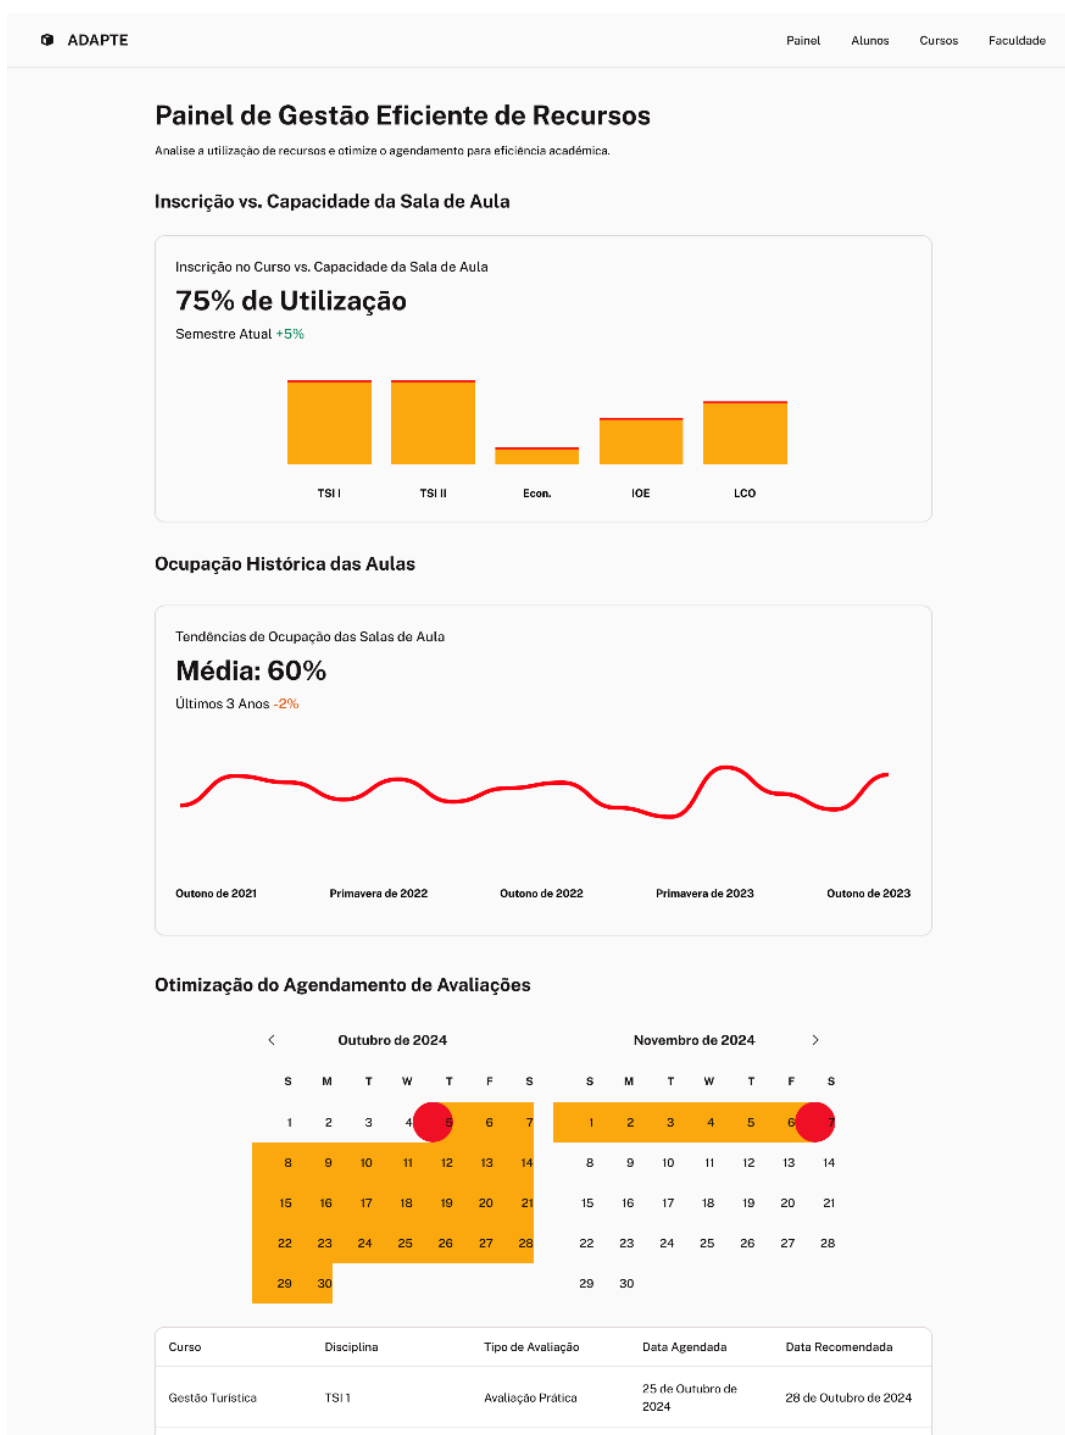 ADAPTE
Painel Alunos Cursos Faculdade
Painel de Gestão Eficiente de Recursos
Analise a utilização de recursos e otimize o agendamento para eficiência académica.
Inscrição vs. Capacidade da Sala de Aula
Inscrição no Curso vs. Capacidade da Sala de Aula
75% de Utilização
Semestre Atual +5%
TSI I TSI II Econ. IOE LCO
Ocupação Histórica das Aulas
Tendências de Ocupação das Salas de Aula
Média: 60%
Últimos 3 Anos -2%
Outono de 2021 Primavera de 2022 Outono de 2022 Primavera de 2023 Outono de 2023
Otimização do Agendamento de Avaliações
Outubro de 2024
S M T W T F S
1 2 3 4 5 6 7
8 9 10 11 12 13 14
15 16 17 18 19 20 21
22 23 24 25 26 27 28
29 30
Novembro de 2024
S M T W T F S
1 2 3 4 5 6 7
8 9 10 11 12 13 14
15 16 17 18 19 20 21
22 23 24 25 26 27 28
29 30
Curso Disciplina Tipo de Avaliação Data Agendada Data Recomendada
Gestão Turística TSI 1 Avaliação Prática 25 de Outubro de 2024 28 de Outubro de 2024